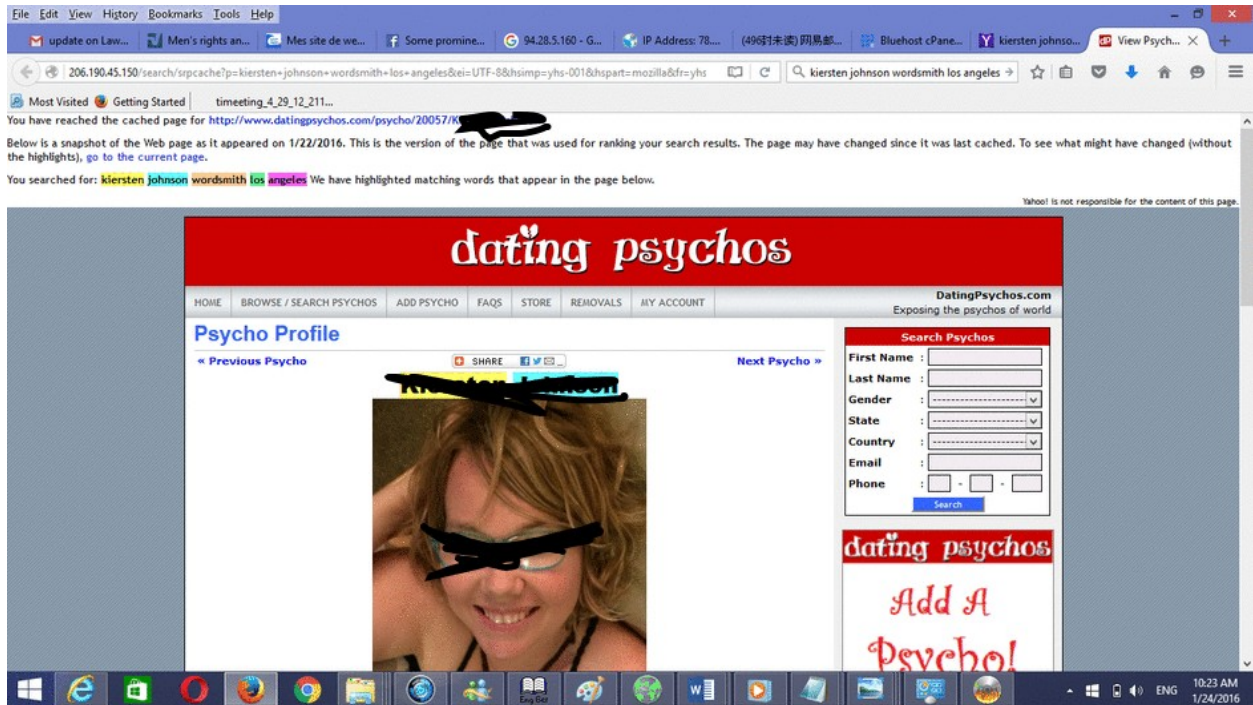 File Edit View History Bookmarks Tools Help
update on Law... Men's rights an... Mes site de we... Some promine... 94.28.5.160 - G... IP Address: 78.... (496封未读) 网易邮... Bluehost cPane... kiersten johnso... View Psych...
206.190.45.150/search/srpcache?p=kiersten+johnson+wordsmith+los+angeles&ei=UTF-8&hsimp=yhs-001&hspart=mozilla&fr=yhs kiersten johnson wordsmith los angeles
Most Visited Getting Started timeeting_4_29_12_211...
You have reached the cached page for http://www.datingpsychos.com/psycho/20057/K
Below is a snapshot of the Web page as it appeared on 1/22/2016. This is the version of the page that was used for ranking your search results. The page may have changed since it was last cached. To see what might have changed (without
the highlights), go to the current page.
You searched for: kiersten johnson wordsmith los angeles We have highlighted matching words that appear in the page below.
Yahoo! is not responsible for the content of this page.
dating psychos
HOME BROWSE / SEARCH PSYCHOS ADD PSYCHO FAQS STORE REMOVALS MY ACCOUNT
DatingPsychos.com
Exposing the psychos of world
Psycho Profile
« Previous Psycho SHARE Next Psycho »
Search Psychos
First Name :
Last Name :
Gender :
State :
Country :
Email :
Phone : - -
Search
dating psychos
Add A
Psycho!
Eng Ger
ENG 10:23 AM
1/24/2016